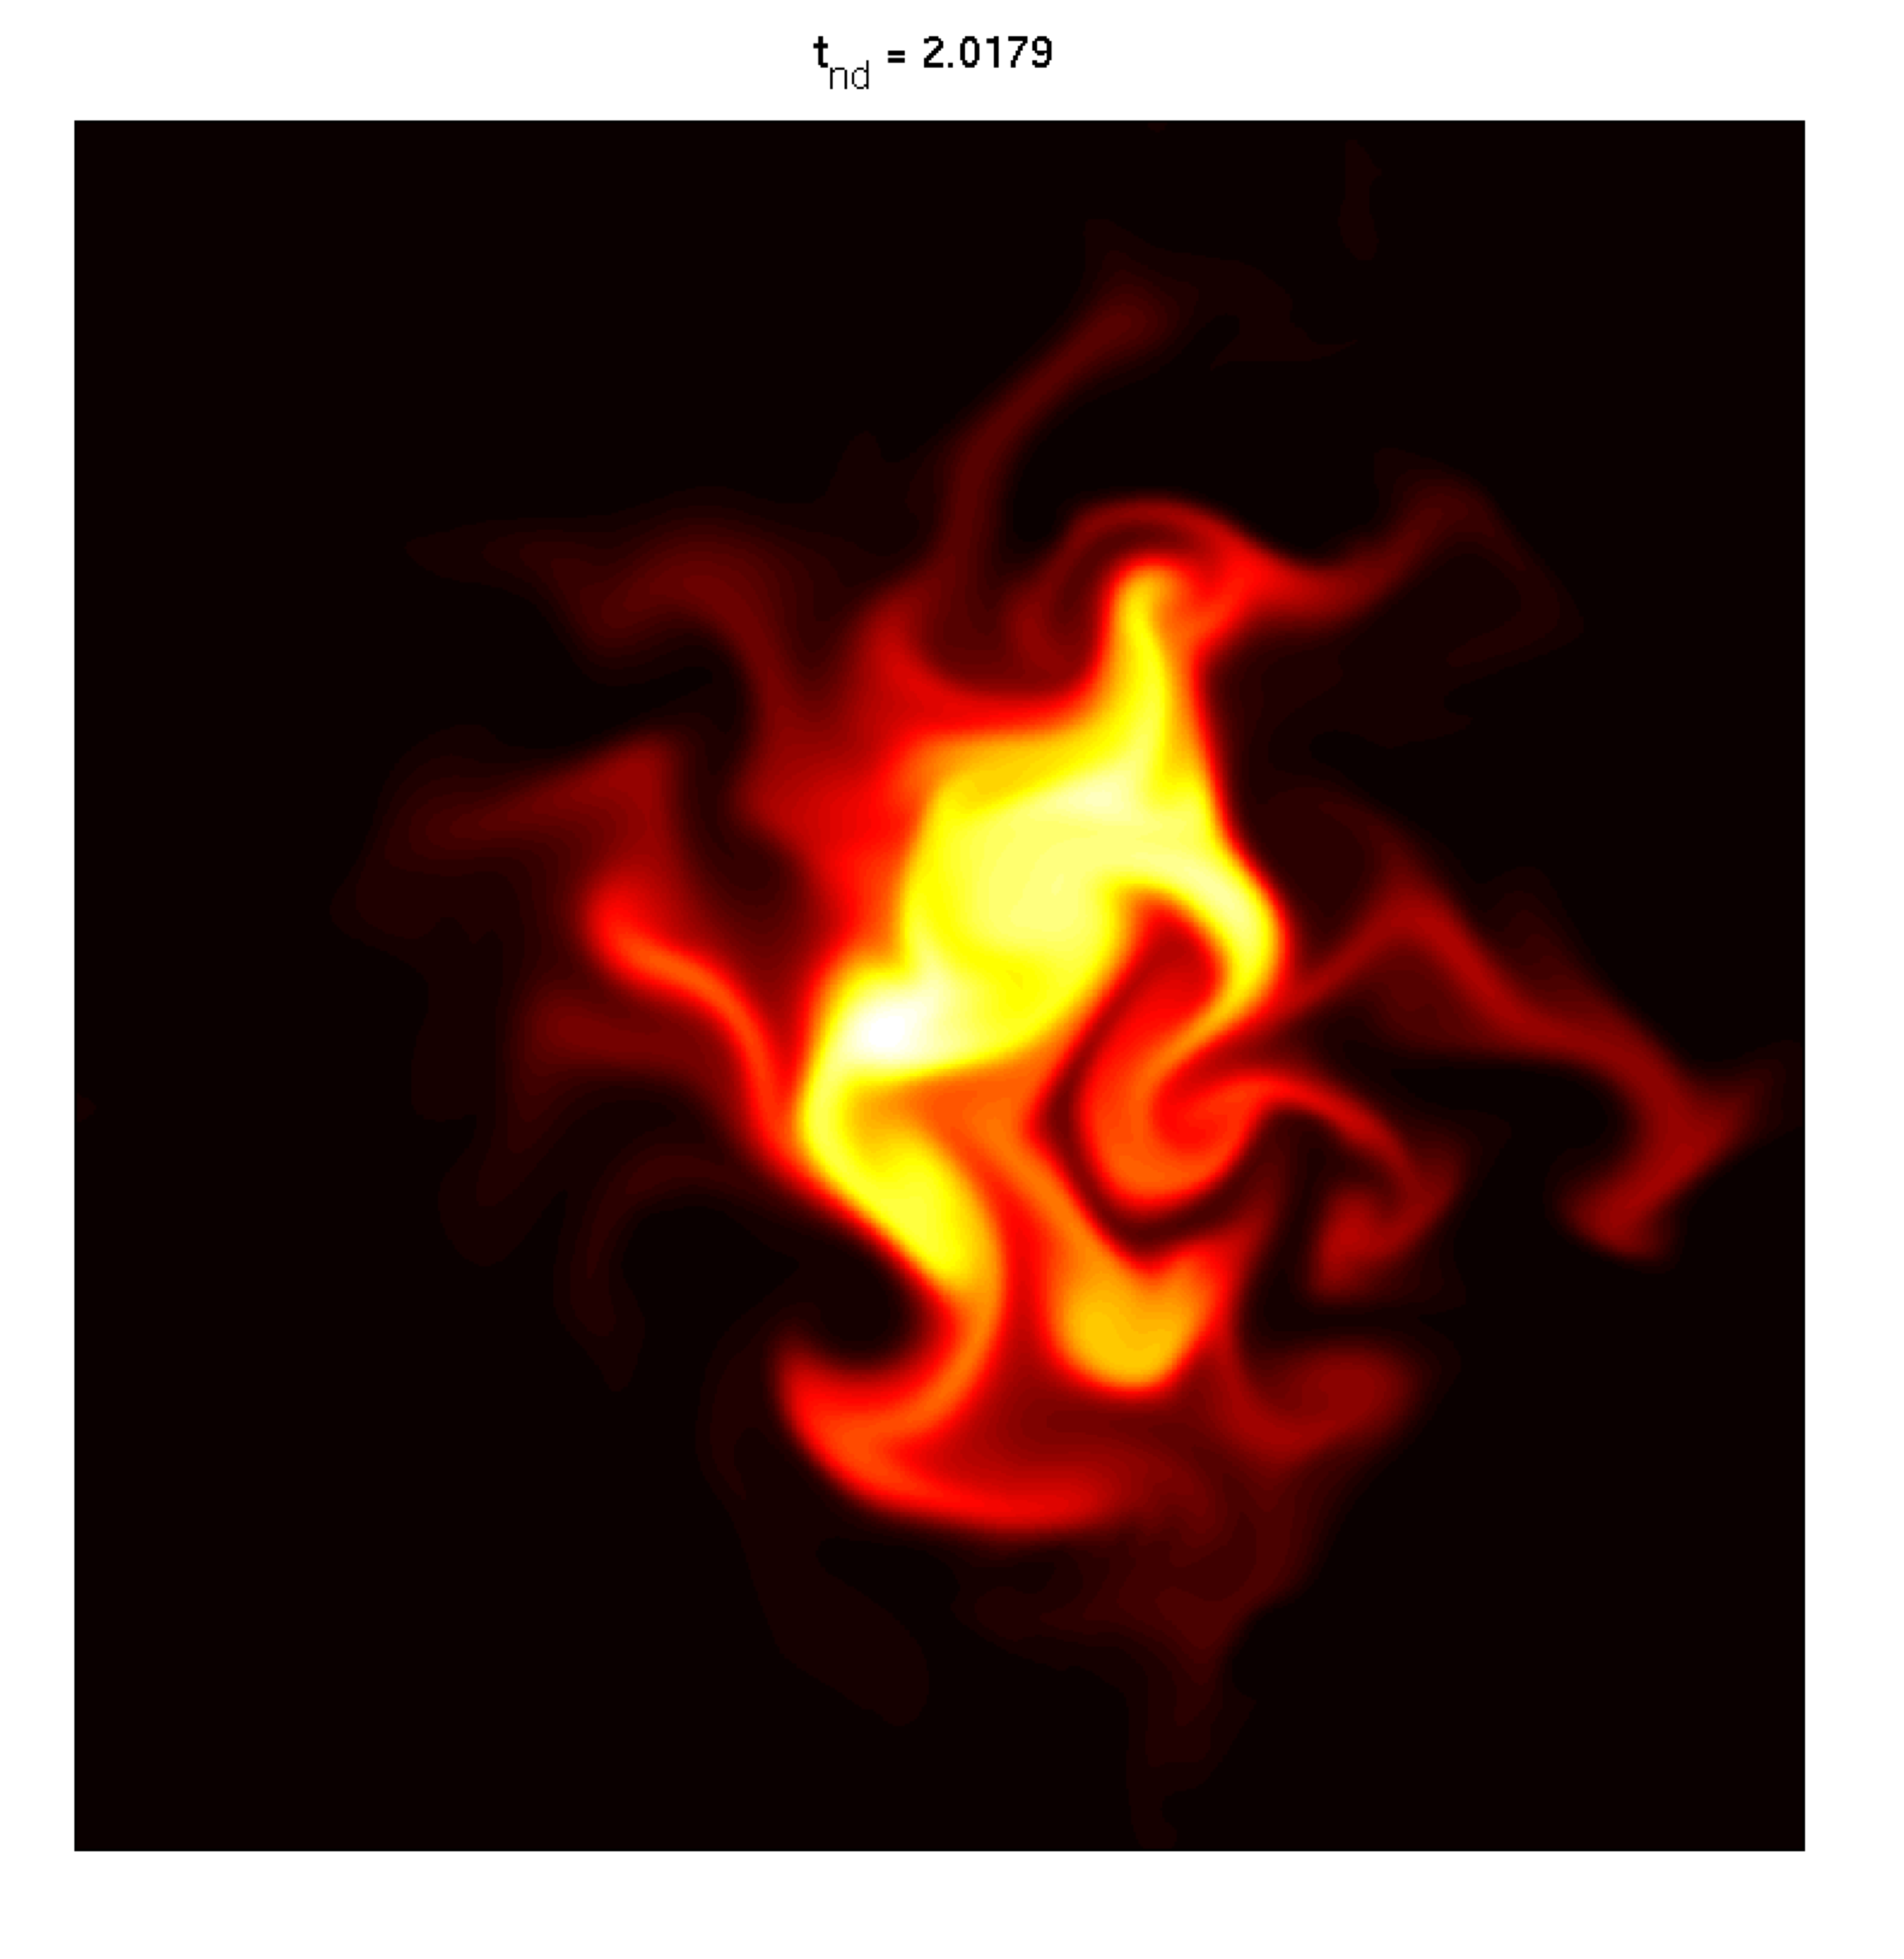 t_nd = 2.0179